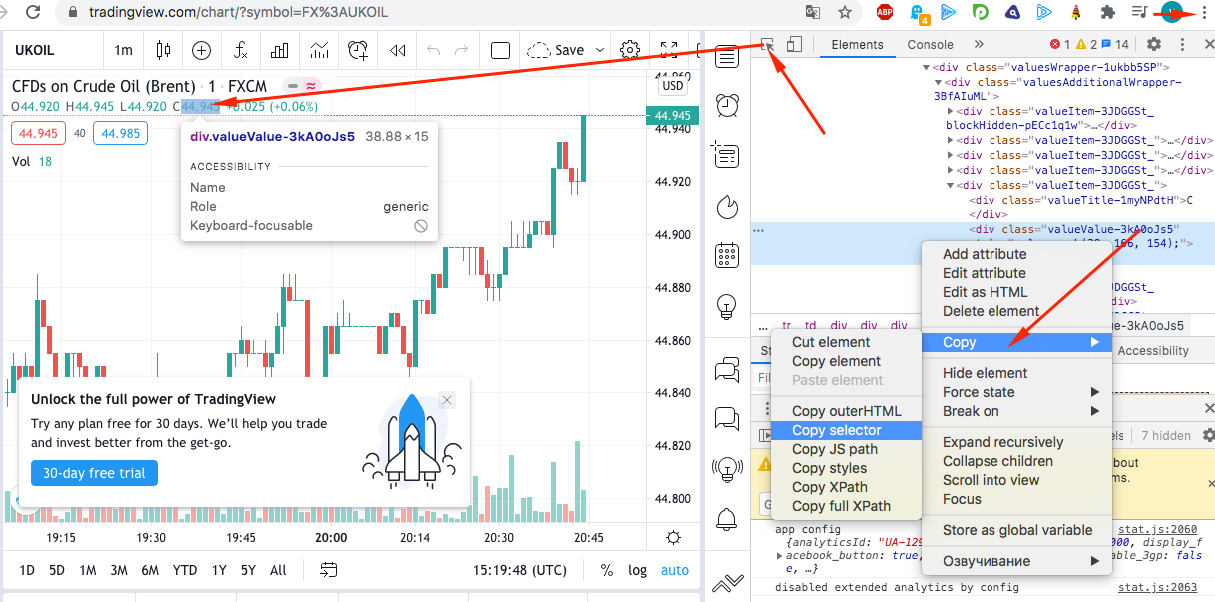 tradingview.com/chart/?symbol=FX%3AUKOIL
ABP
4
UKOIL
1m
Save
CFDs on Crude Oil (Brent) · 1 · FXCM
O44.920 H44.945 L44.920 C44.945 +0.025 (+0.06%)
44.945
40
44.985
Vol 18
div.valueValue-3kA0oJs5 38.88 × 15
ACCESSIBILITY
Name
Role generic
Keyboard-focusable
44.960
USD
44.945
44.940
44.920
44.900
44.880
44.860
44.840
44.820
44.800
Unlock the full power of TradingView
Try any plan free for 30 days. We'll help you trade
and invest better from the get-go.
30-day free trial
19:15 19:30 19:45 20:00 20:14 20:30 20:45
1D 5D 1M 3M 6M YTD 1Y 5Y All
15:19:48 (UTC)
% log auto
Elements Console » 1 2 14
<div class="valuesWrapper-1ukbb5SP">
<div class="valuesAdditionalWrapper-
3BfAIuML">
<div class="valueItem-3JDGGSt_
blockHidden-pECc1q1w">…</div>
<div class="valueItem-3JDGGSt_">…</div>
<div class="valueItem-3JDGGSt_">…</div>
<div class="valueItem-3JDGGSt_">…</div>
<div class="valueItem-3JDGGSt_">
<div class="valueTitle-1myNPdtH">C
</div>
<div class="valueValue-3kA0oJs5"
166, 154);">
GGSt_
div>
… tr td div div div
e-3kA0oJs5
St
Accessibility
Fil
els 7 hidden
bout
ms.
Add attribute
Edit attribute
Edit as HTML
Delete element
Copy
Hide element
Force state
Break on
Expand recursively
Collapse children
Scroll into view
Focus
Store as global variable
Озвучивание
Cut element
Copy element
Paste element
Copy outerHTML
Copy selector
Copy JS path
Copy styles
Copy XPath
Copy full XPath
app config
stat.js:2060
{analyticsId: "UA-129
000, display_f
acebook_button: true,
able_3gp: fals
e, …}
disabled extended analytics by config
stat.js:2063